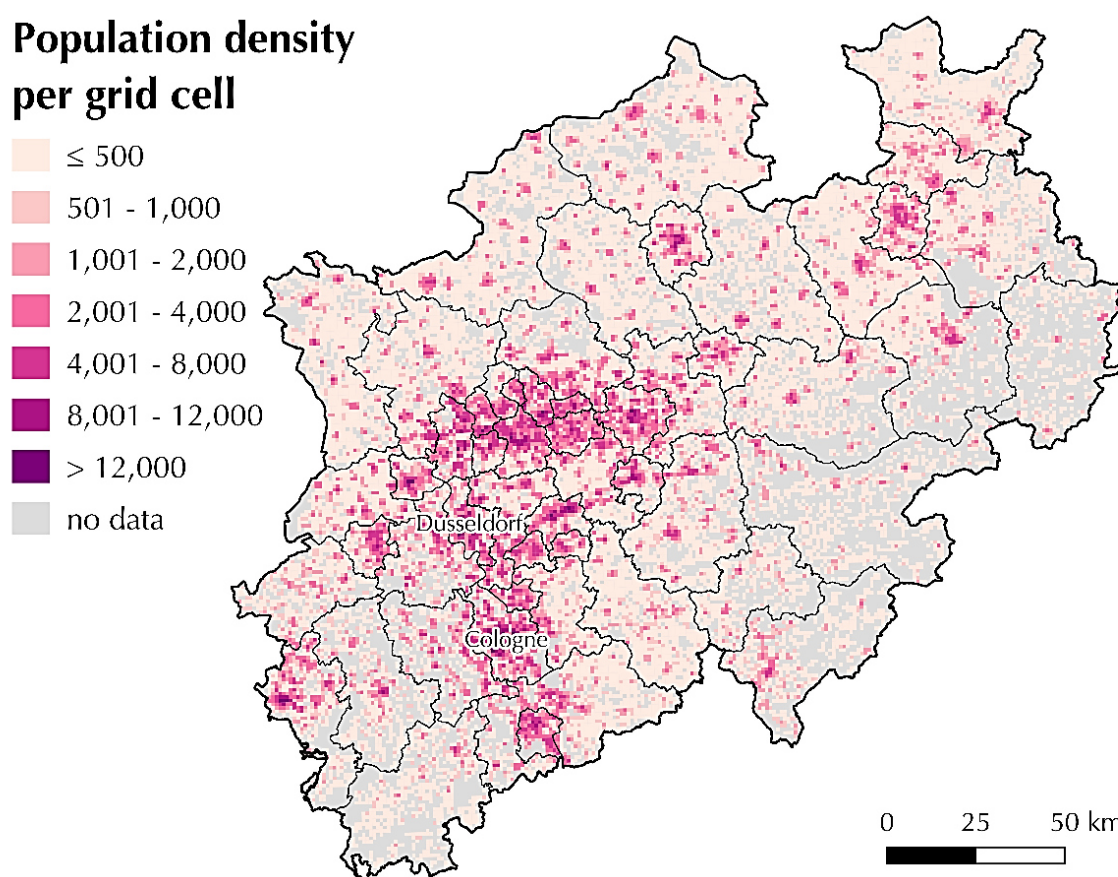 Population density
per grid cell
≤ 500
501 - 1,000
1,001 - 2,000
2,001 - 4,000
4,001 - 8,000
8,001 - 12,000
> 12,000
no data
Düsseldorf
Cologne
0 25 50 km